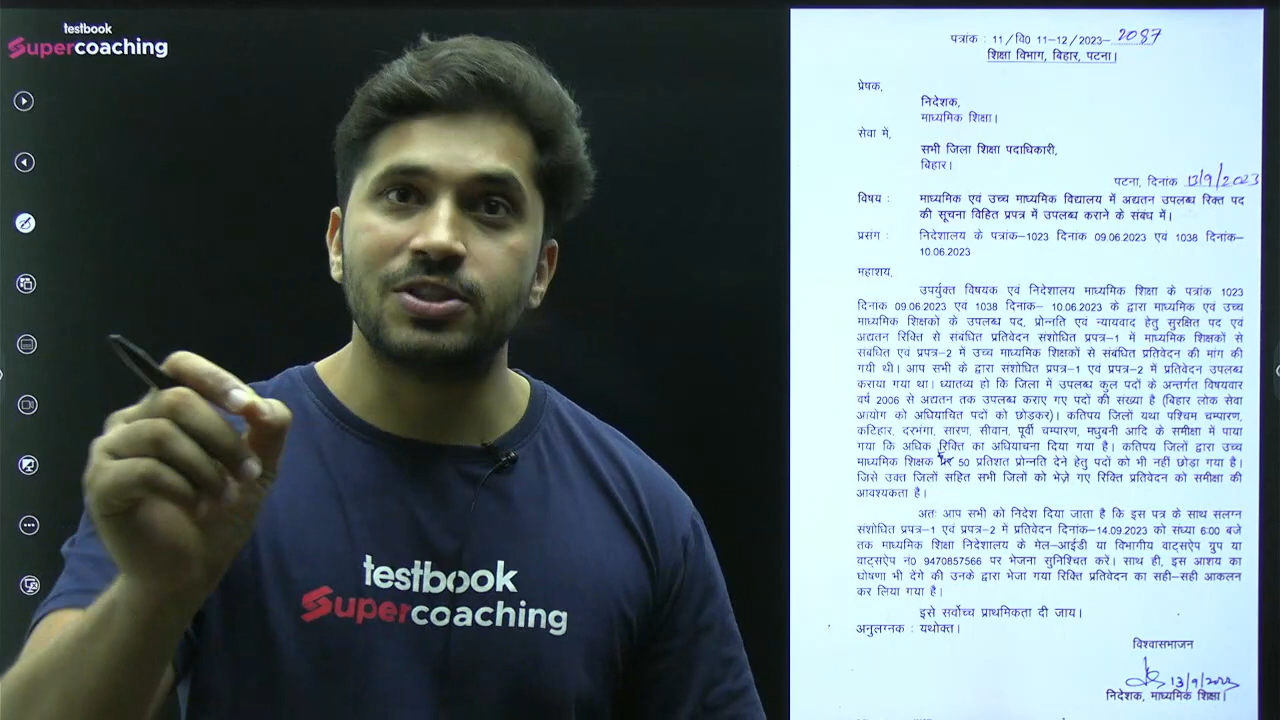 testbook
Supercoaching
पत्रांक : 11/वि0 11-12/2023- 2087
शिक्षा विभाग, बिहार, पटना।
प्रेषक,
निदेशक,
माध्यमिक शिक्षा।
सेवा में,
सभी जिला शिक्षा पदाधिकारी,
बिहार।
पटना, दिनांक 13/9/2023
विषय : माध्यमिक एवं उच्च माध्यमिक विद्यालय में अद्यतन उपलब्ध रिक्त पद
की सूचना विहित प्रपत्र में उपलब्ध कराने के संबंध में।
प्रसंग : निदेशालय के पत्रांक-1023 दिनाक 09.06.2023 एवं 1038 दिनांक-
10.06.2023
महाशय,
उपर्युक्त विषयक एवं निदेशालय माध्यमिक शिक्षा के पत्रांक 1023
दिनाक 09.06.2023 एवं 1038 दिनाक- 10.06.2023 के द्वारा माध्यमिक एवं उच्च
माध्यमिक शिक्षकों के उपलब्ध पद, प्रोन्नति एवं न्यायवाद हेतु सुरक्षित पद एवं
अद्यतन रिक्ति से संबंधित प्रतिवेदन संशोधित प्रपत्र-1 में माध्यमिक शिक्षकों से
संबंधित एवं प्रपत्र-2 में उच्च माध्यमिक शिक्षकों से संबंधित प्रतिवेदन की मांग की
गयी थी। आप सभी के द्वारा संशोधित प्रपत्र-1 एवं प्रपत्र-2 में प्रतिवेदन उपलब्ध
कराया गया था। ध्यातव्य हो कि जिला में उपलब्ध कुल पदों के अन्तर्गत विषयवार
वर्ष 2006 से अद्यतन तक उपलब्ध कराए गए पदों की संख्या है (बिहार लोक सेवा
आयोग को अधियाचित पदों को छोड़कर)। कतिपय जिलों यथा पश्चिम चम्पारण,
कटिहार, दरभंगा, सारण, सीवान, पूर्वी चम्पारण, मधुबनी आदि के समीक्षा में पाया
गया कि अधिक रिक्ति का अधियाचना दिया गया है। कतिपय जिलों द्वारा उच्च
माध्यमिक शिक्षक पर 50 प्रतिशत प्रोन्नति देने हेतु पदों को भी नहीं छोडा गया है।
जिसे उक्त जिलों सहित सभी जिलों को भेज़े गए रिक्ति प्रतिवेदन को समीक्षा की
आवश्यकता है।
अतः आप सभी को निदेश दिया जाता है कि इस पत्र के साथ सलग्न
संशोधित प्रपत्र-1 एवं प्रपत्र-2 में प्रतिवेदन दिनांक-14.09.2023 को संध्या 6:00 बजे
तक माध्यमिक शिक्षा निदेशालय के मेल-आईडी या विभागीय वाट्सऐप ग्रुप या
वाट्सऐप न0 9470857566 पर भेजना सुनिश्चित करें। साथ ही, इस आशय का
घोषणा भी देंगे की उनके द्वारा भेजा गया रिक्ति प्रतिवेदन का सही-सही आकलन
कर लिया गया है।
इसे सर्वोच्च प्राथमिकता दी जाय।
अनुलग्नक : यथोक्त।
विश्वासभाजन
13/9/2023
निदेशक, माध्यमिक शिक्षा।
testbook
Supercoaching